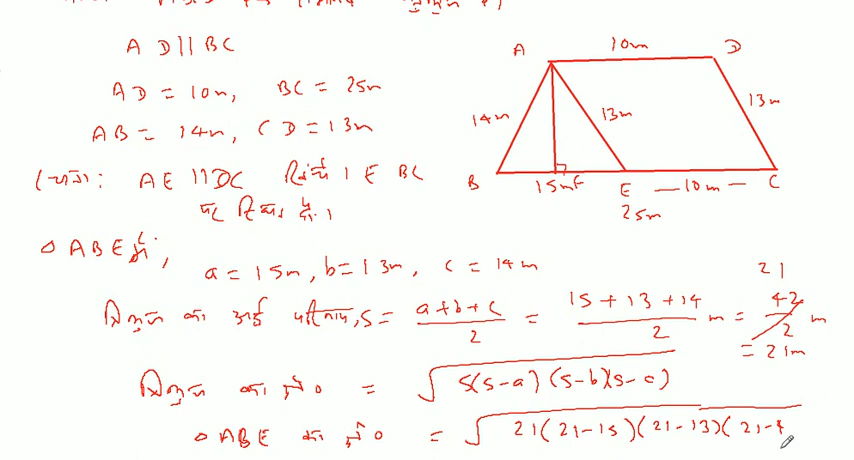 AD || BC
AD = 10m, BC = 25m
AB = 14m, CD = 13m
AE || DC खींची । E BC
पर
A 10m D
14m 13m 13m
B 15m F E 10m C
25m
△ABE में,
a = 15m, b = 13m, c = 14m
त्रिभुज का अर्द्ध परिमाप, S = a+b+c / 2 = 15 + 13 + 14 / 2 m = 42 / 2 m
21
= 21m
त्रिभुज का क्षे० = √S(S-a)(S-b)(S-c)
△ABE का क्षे० = √21(21-15)(21-13)(21-